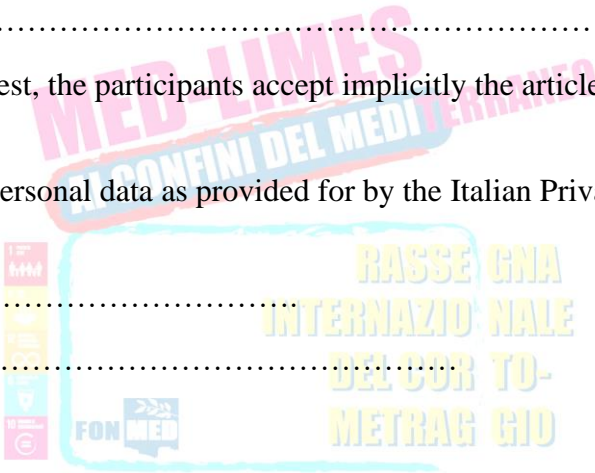 ……………………………………………………………
est, the participants accept implicitly the article
MED-LIMES
AI CONFINI DEL MEDITERRANEO
ersonal data as provided for by the Italian Priva
RASSE GNA
INTERNAZIO NALE
………………………….
DEL COR TO-
…………………………………………….
METRAG GIO
FON MED